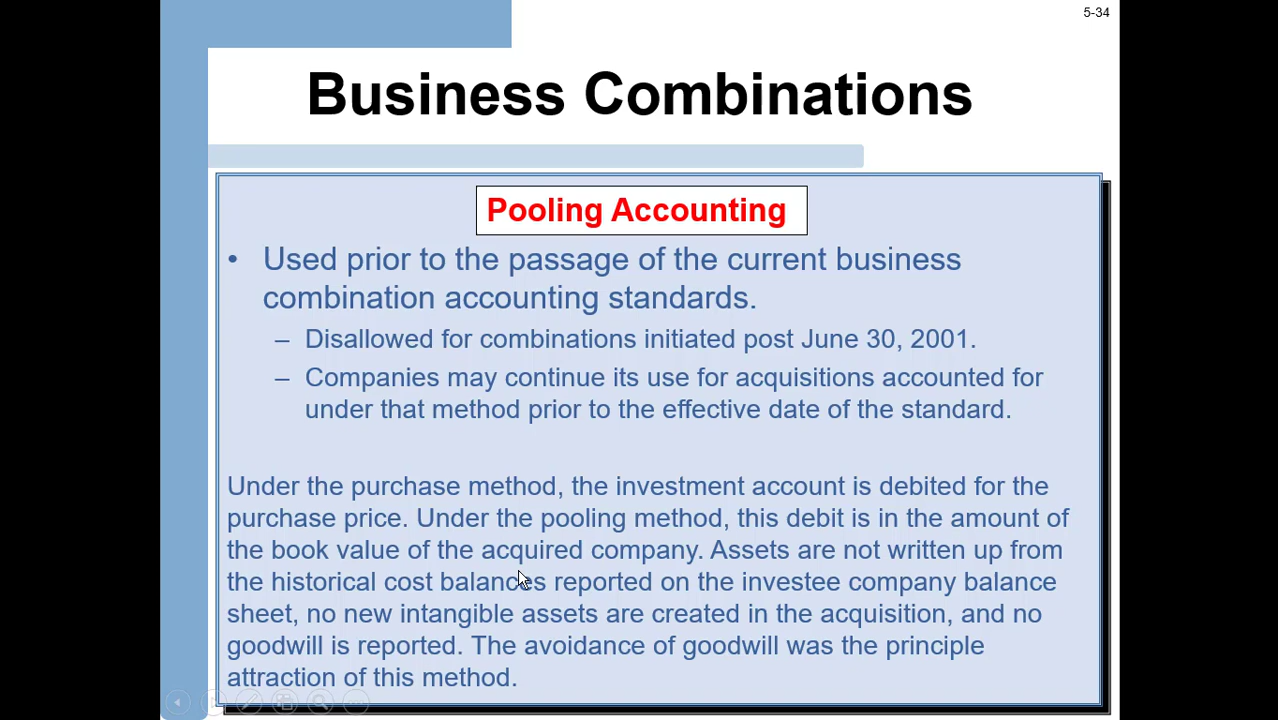 5-34
Business Combinations
Pooling Accounting
• Used prior to the passage of the current business
combination accounting standards.
– Disallowed for combinations initiated post June 30, 2001.
– Companies may continue its use for acquisitions accounted for
under that method prior to the effective date of the standard.
Under the purchase method, the investment account is debited for the
purchase price. Under the pooling method, this debit is in the amount of
the book value of the acquired company. Assets are not written up from
the historical cost balances reported on the investee company balance
sheet, no new intangible assets are created in the acquisition, and no
goodwill is reported. The avoidance of goodwill was the principle
attraction of this method.